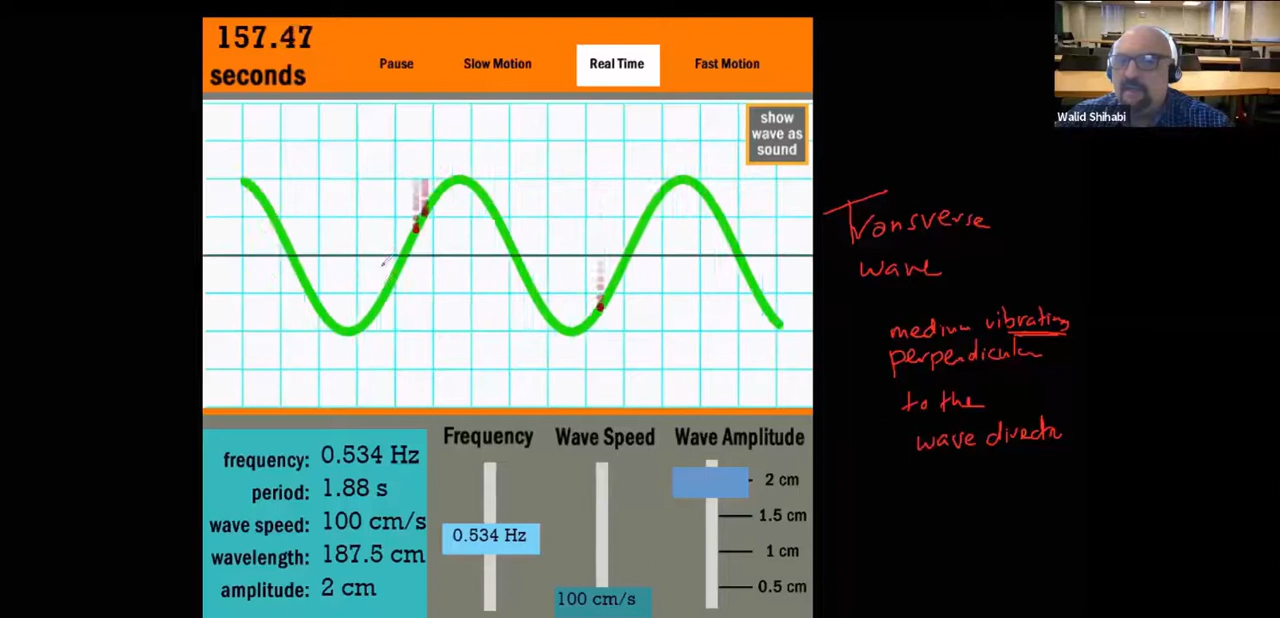 157.47
seconds
Pause
Slow Motion
Real Time
Fast Motion
show
wave as
sound
Walid Shihabi
Transverse
wave
medium vibrating
perpendicular
to the
wave directn
frequency: 0.534 Hz
period: 1.88 s
wave speed: 100 cm/s
wavelength: 187.5 cm
amplitude: 2 cm
Frequency
0.534 Hz
Wave Speed
100 cm/s
Wave Amplitude
2 cm
1.5 cm
1 cm
0.5 cm